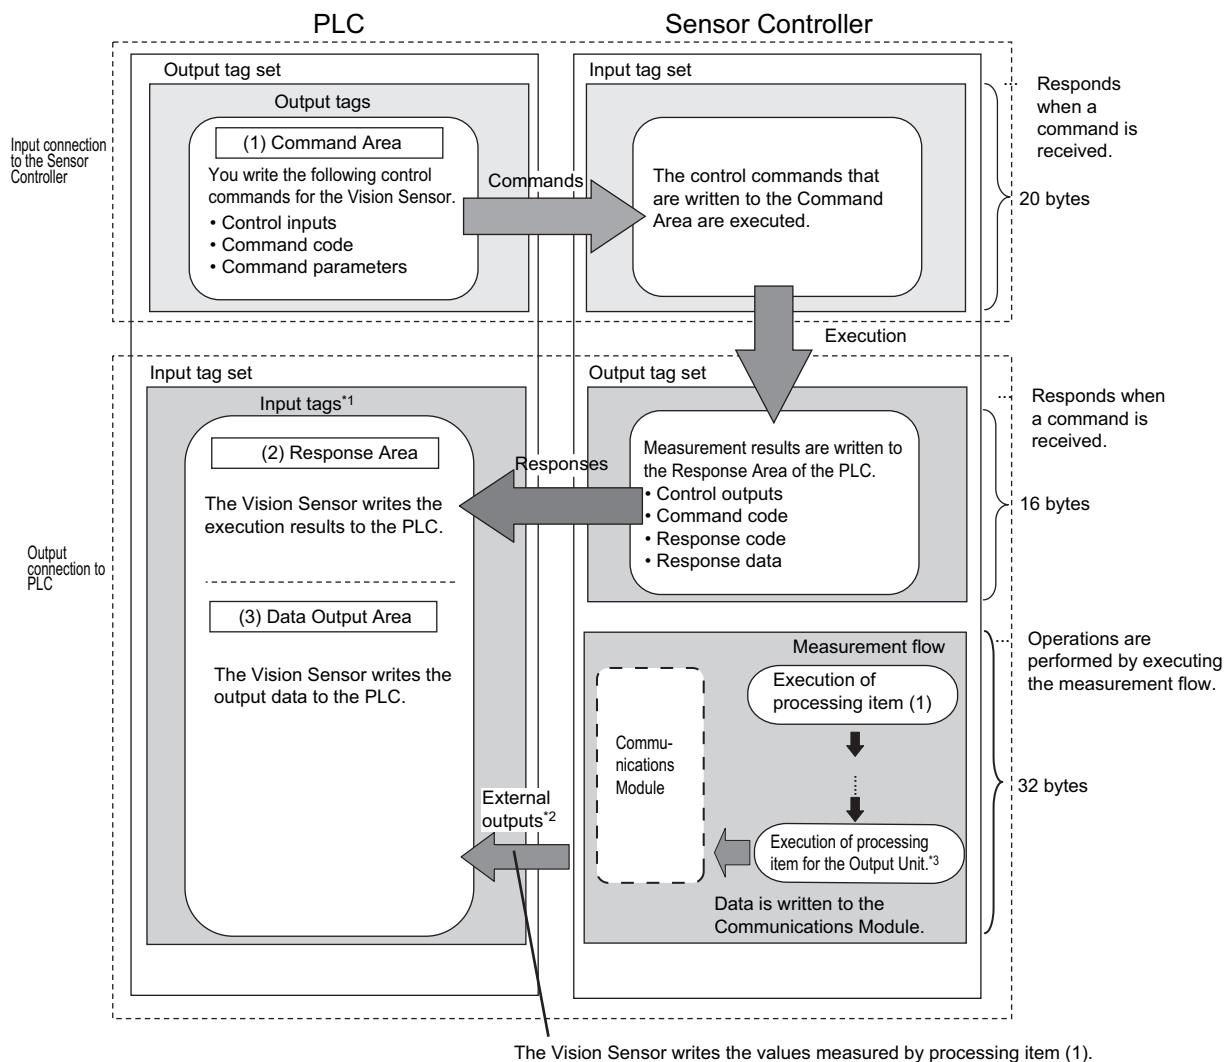 PLC
Sensor Controller
Output tag set
Output tags
(1) Command Area
You write the following control
commands for the Vision Sensor.
• Control inputs
• Command code
• Command parameters
Input connection
to the Sensor
Controller
Commands
Input tag set
The control commands that
are written to the Command
Area are executed.
Responds
when a
command is
received.
20 bytes
Execution
Input tag set
Input tags*1
(2) Response Area
The Vision Sensor writes the
execution results to the PLC.
(3) Data Output Area
The Vision Sensor writes the
output data to the PLC.
Output
connection to
PLC
Responses
Output tag set
Measurement results are written to
the Response Area of the PLC.
• Control outputs
• Command code
• Response code
• Response data
Responds when
a command is
received.
16 bytes
Measurement flow
Execution of
processing item (1)
Commu-
nications
Module
External
outputs*2
Execution of processing
item for the Output Unit.*3
Data is written to the
Communications Module.
Operations are
performed by executing
the measurement flow.
32 bytes
The Vision Sensor writes the values measured by processing item (1).